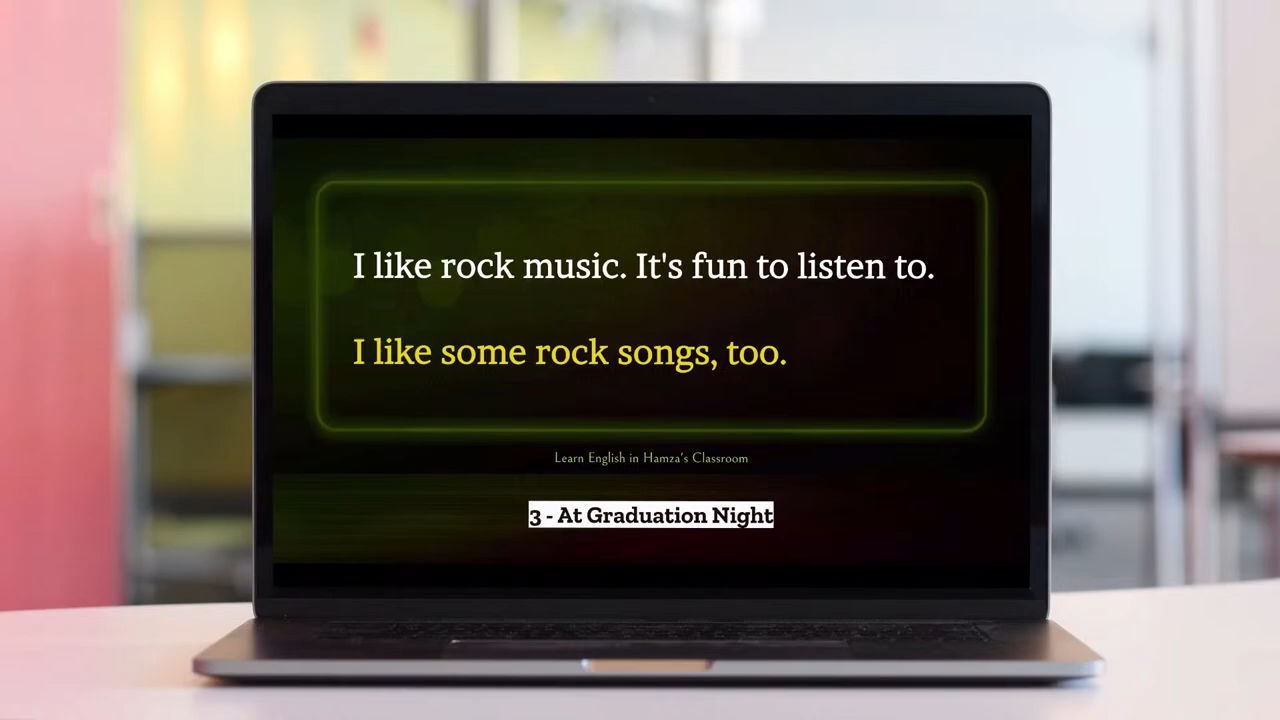 I like rock music. It's fun to listen to.
I like some rock songs, too.
Learn English in Hamza's Classroom
3 - At Graduation Night